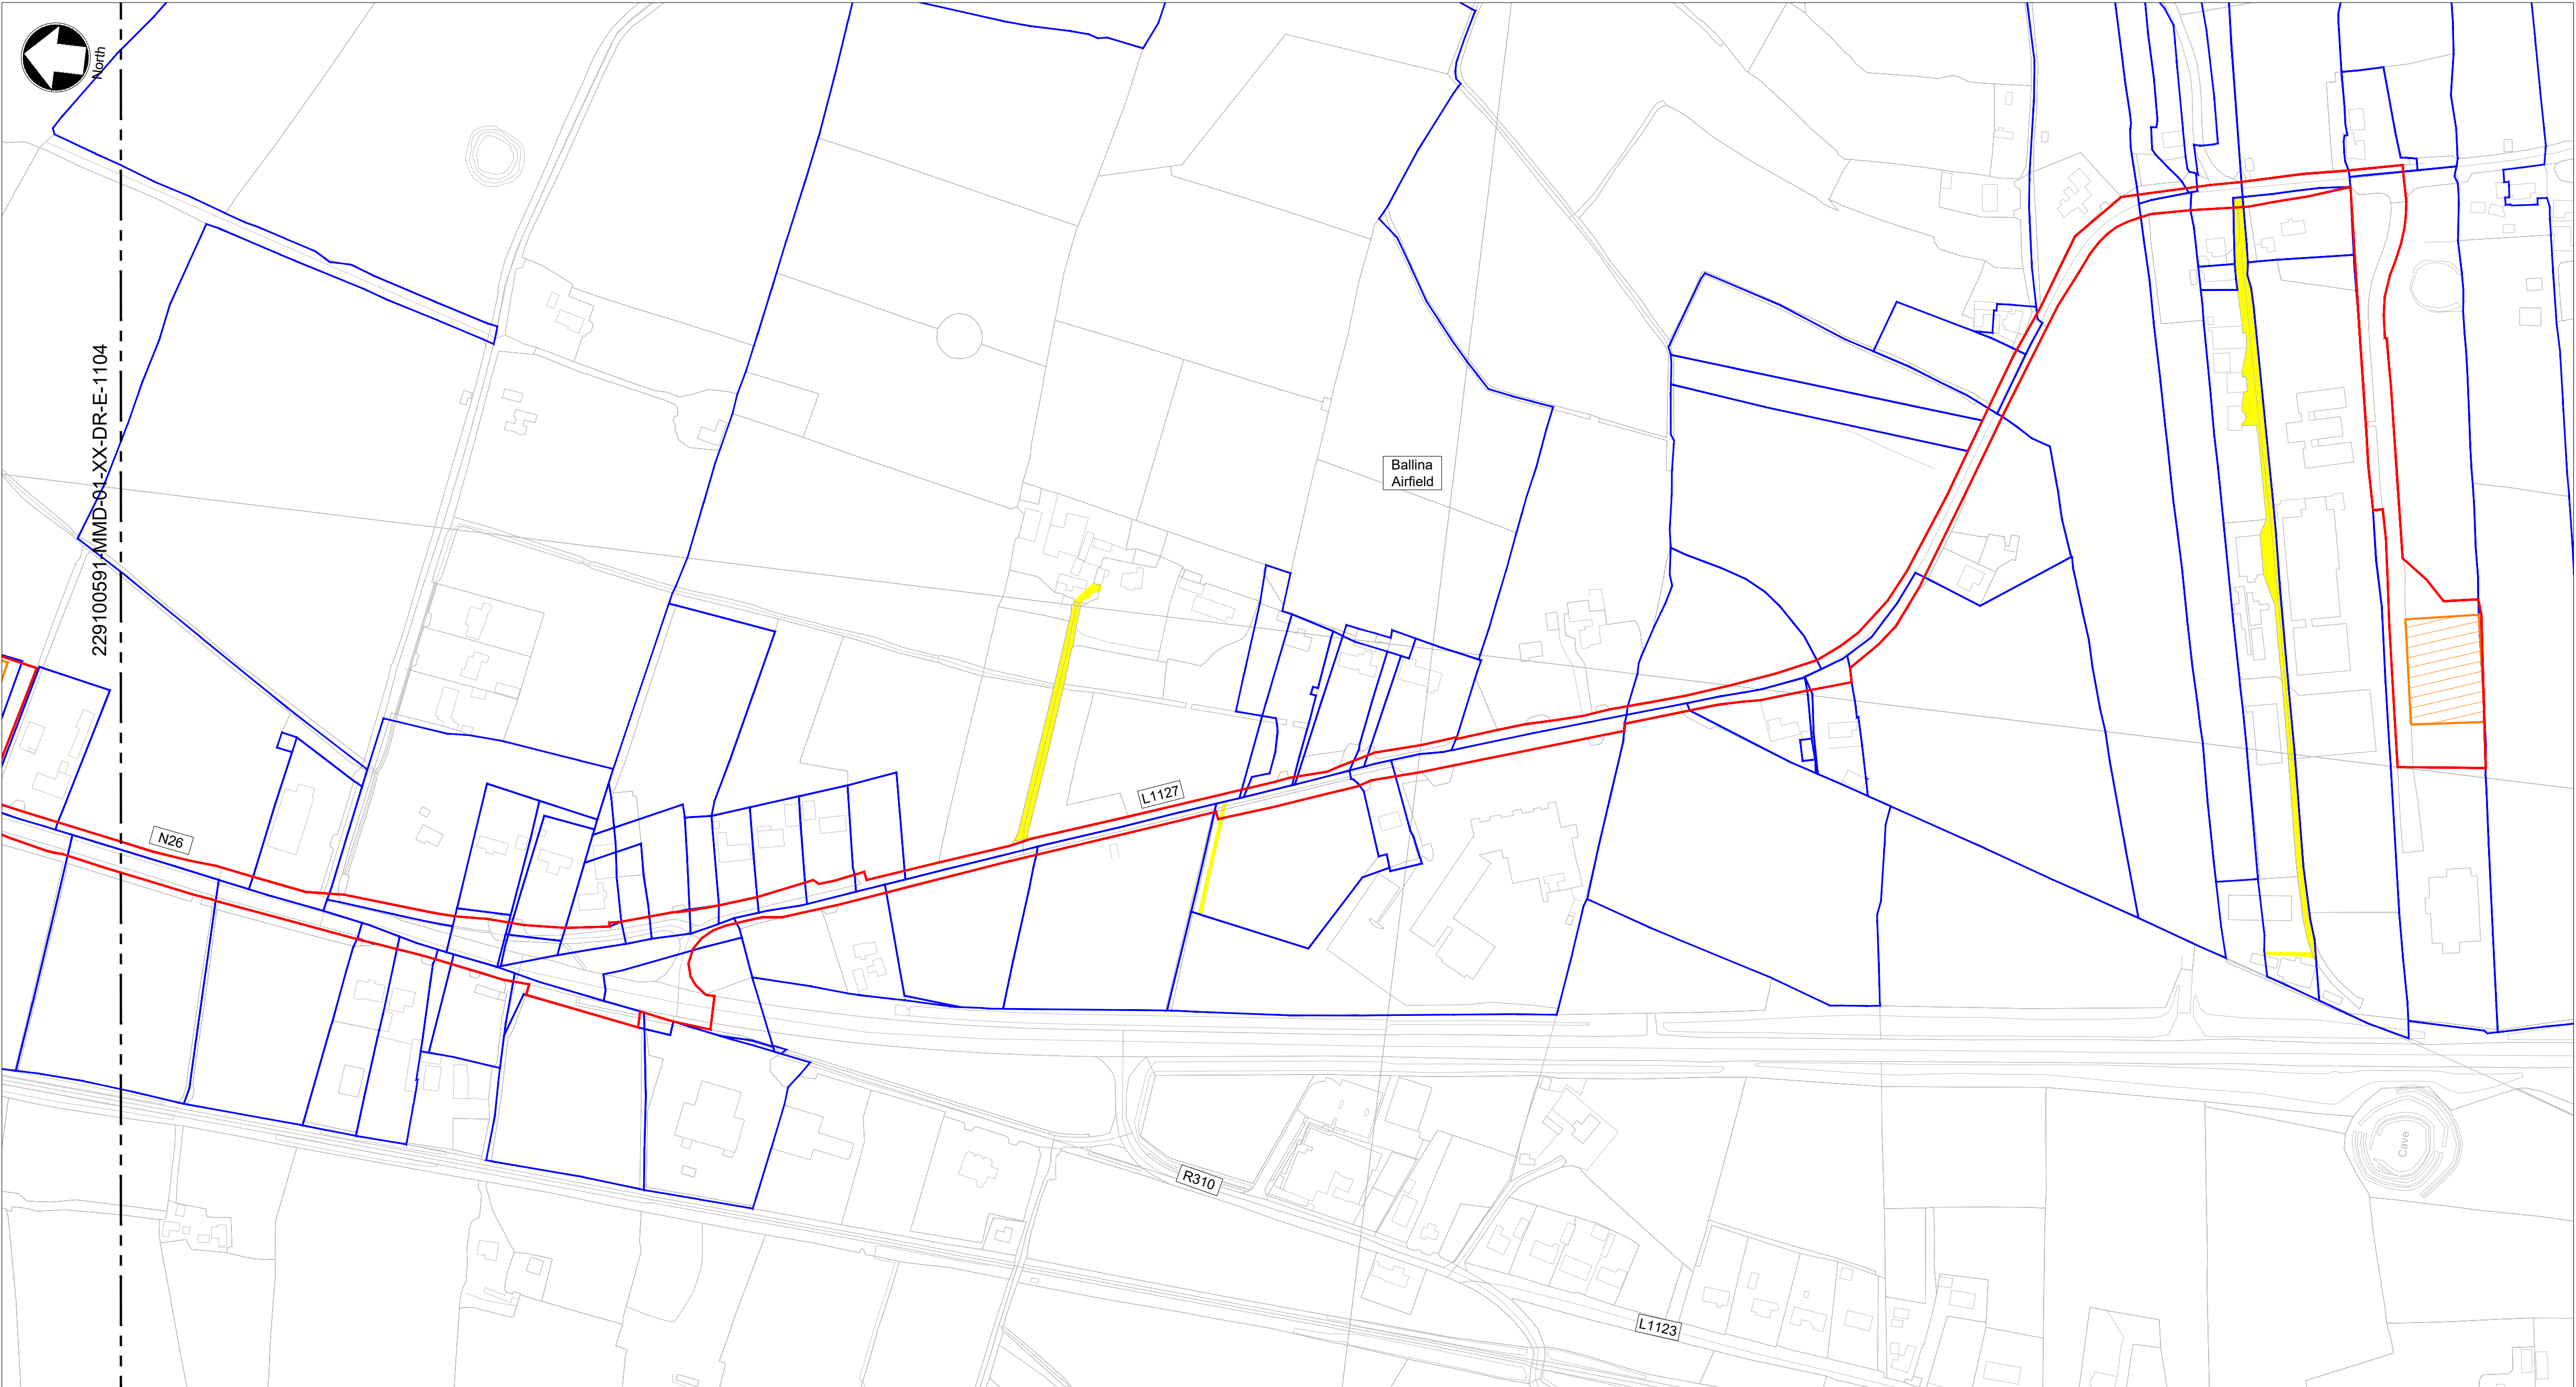 North
229100591-MMD-01-XX-DR-E-1104
Ballina
Airfield
L1127
N26
R310
L1123
Cave